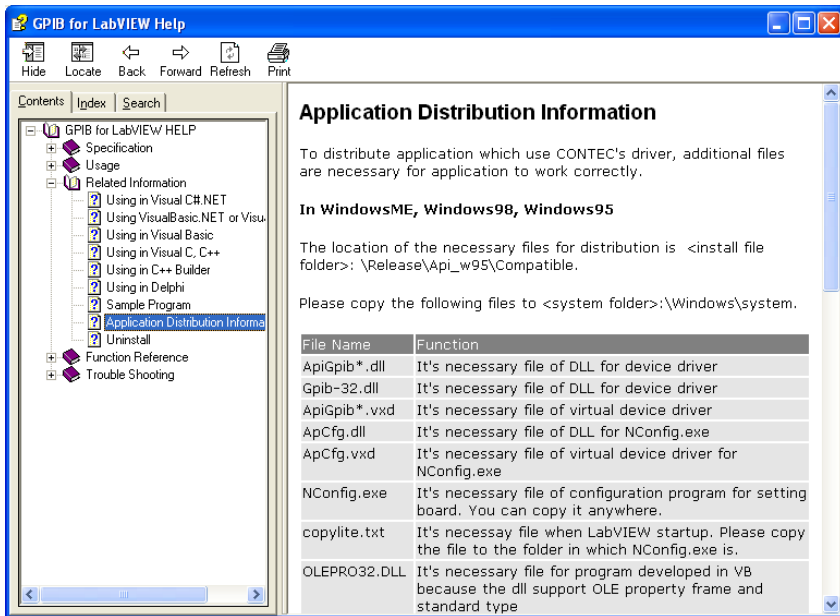 GPIB for LabVIEW Help
Hide Locate Back Forward Refresh Print
Contents Index Search
GPIB for LabVIEW HELP
Specification
Usage
Related Information
Using in Visual C#.NET
Using VisualBasic.NET or Visu
Using in Visual Basic
Using in Visual C, C++
Using in C++ Builder
Using in Delphi
Sample Program
Application Distribution Informa
Uninstall
Function Reference
Trouble Shooting
Application Distribution Information
To distribute application which use CONTEC's driver, additional files
are necessary for application to work correctly.
In WindowsME, Windows98, Windows95
The location of the necessary files for distribution is <install file
folder>: \Release\Api_w95\Compatible.
Please copy the following files to <system folder>:\Windows\system.
File Name Function
ApiGpib*.dll It's necessary file of DLL for device driver
Gpib-32.dll It's necessary file of DLL for device driver
ApiGpib*.vxd It's necessary file of virtual device driver
ApCfg.dll It's necessary file of DLL for NConfig.exe
ApCfg.vxd It's necessary file of virtual device driver for
NConfig.exe
NConfig.exe It's necessary file of configuration program for setting
board. You can copy it anywhere.
copylite.txt It's necessay file when LabVIEW startup. Please copy
the file to the folder in which NConfig.exe is.
OLEPRO32.DLL It's necessary file for program developed in VB
because the dll support OLE property frame and
standard type